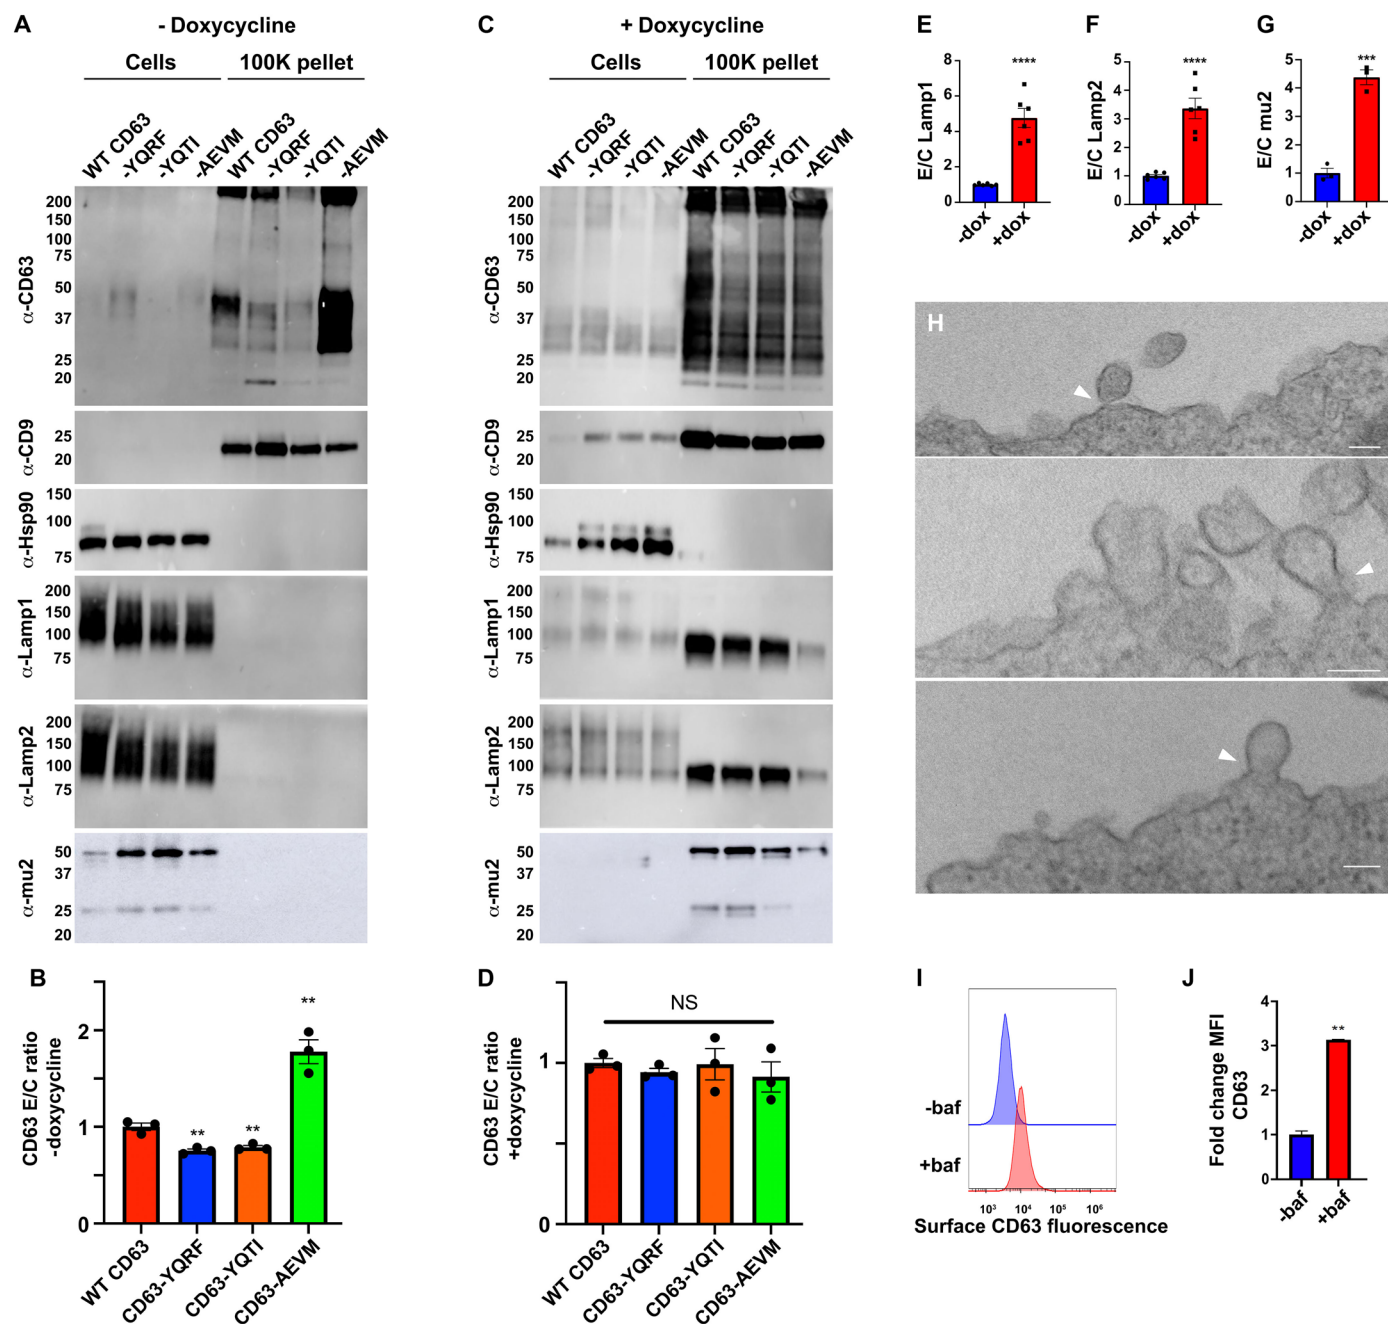 A
- Doxycycline
Cells
100K pellet
WT CD63
-YQRF
-YQTI
-AEVM
WT CD63
-YQRF
-YQTI
-AEVM
α-CD63
200
150
100
75
50
37
25
20
α-CD9
25
20
α-Hsp90
150
100
75
α-Lamp1
200
150
100
75
α-Lamp2
200
150
100
75
α-mu2
50
37
25
20
B
CD63 E/C ratio
-doxycycline
2
1
0
**
**
**
WT CD63
CD63-YQRF
CD63-YQTI
CD63-AEVM
C
+ Doxycycline
Cells
100K pellet
WT CD63
-YQRF
-YQTI
-AEVM
WT CD63
-YQRF
-YQTI
-AEVM
α-CD63
200
150
100
75
50
37
25
20
α-CD9
25
20
α-Hsp90
150
100
75
α-Lamp1
200
150
100
75
α-Lamp2
200
150
100
75
α-mu2
50
37
25
20
D
CD63 E/C ratio
+doxycycline
1
0
NS
WT CD63
CD63-YQRF
CD63-YQTI
CD63-AEVM
E
E/C Lamp1
8
6
4
2
0
****
-dox
+dox
F
E/C Lamp2
5
4
3
2
1
0
****
-dox
+dox
G
E/C mu2
5
4
3
2
1
0
***
-dox
+dox
H
I
-baf
+baf
10³
10⁴
10⁵
10⁶
Surface CD63 fluorescence
J
Fold change MFI
CD63
4
3
2
1
0
**
-baf
+baf